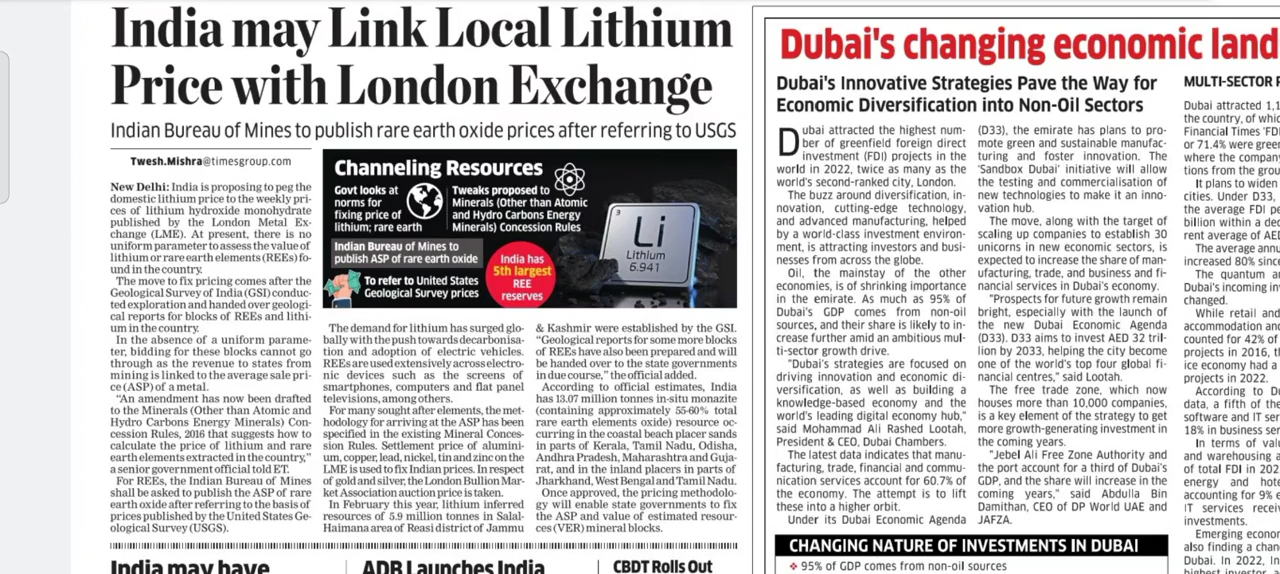 India may Link Local Lithium
Price with London Exchange
Indian Bureau of Mines to publish rare earth oxide prices after referring to USGS
Twesh.Mishra@timesgroup.com
New Delhi: India is proposing to peg the
domestic lithium price to the weekly pri-
ces of lithium hydroxide monohydrate
published by the London Metal Ex-
change (LME). At present, there is no
uniform parameter to assess the value of
lithium or rare earth elements (REEs) fo-
und in the country.
The move to fix pricing comes after the
Geological Survey of India (GSI) conduc-
ted exploration and handed over geologi-
cal reports for blocks of REEs and lithi-
um in the country.
In the absence of a uniform parame-
ter, bidding for these blocks cannot go
through as the revenue to states from
mining is linked to the average sale pri-
ce (ASP) of a metal.
"An amendment has now been drafted
to the Minerals (Other than Atomic and
Hydro Carbons Energy Minerals) Con-
cession Rules, 2016 that suggests how to
calculate the price of lithium and rare
earth elements extracted in the country,"
a senior government official told ET.
For REEs, the Indian Bureau of Mines
shall be asked to publish the ASP of rare
earth oxide after referring to the basis of
prices published by the United States Ge-
ological Survey (USGS).
Channeling Resources
Govt looks at
norms for
fixing price of
lithium; rare earth
Tweaks proposed to
Minerals (Other than Atomic
and Hydro Carbons Energy
Minerals) Concession Rules
Indian Bureau of Mines to
publish ASP of rare earth oxide
To refer to United States
Geological Survey prices
India has
5th largest
REE
reserves
3
Li
Lithium
6.941
The demand for lithium has surged glo-
bally with the push towards decarbonisa-
tion and adoption of electric vehicles.
REEs are used extensively across electro-
nic devices such as the screens of
smartphones, computers and flat panel
televisions, among others.
For many sought after elements, the met-
hodology for arriving at the ASP has been
specified in the existing Mineral Conces-
sion Rules. Settlement price of alumini-
um, copper, lead, nickel, tin and zinc on the
LME is used to fix Indian prices. In respect
of gold and silver, the London Bullion Mar-
ket Association auction price is taken.
In February this year, lithium inferred
resources of 5.9 million tonnes in Salal-
Haimana area of Reasi district of Jammu
& Kashmir were established by the GSI.
"Geological reports for some more blocks
of REEs have also been prepared and will
be handed over to the state governments
in due course," the official added.
According to official estimates, India
has 13.07 million tonnes in-situ monazite
(containing approximately 55-60% total
rare earth elements oxide) resource oc-
curring in the coastal beach placer sands
in parts of Kerala, Tamil Nadu, Odisha,
Andhra Pradesh, Maharashtra and Guja-
rat, and in the inland placers in parts of
Jharkhand, West Bengal and Tamil Nadu.
Once approved, the pricing methodolo-
gy will enable state governments to fix
the ASP and value of estimated resour-
ces (VER) mineral blocks.
India may have
ADB Launches India
CBDT Rolls Out
Dubai's changing economic land
Dubai's Innovative Strategies Pave the Way for
Economic Diversification into Non-Oil Sectors
Dubai attracted the highest num-
ber of greenfield foreign direct
investment (FDI) projects in the
world in 2022, twice as many as the
world's second-ranked city, London.
The buzz around diversification, in-
novation, cutting-edge technology,
and advanced manufacturing, helped
by a world-class investment environ-
ment, is attracting investors and busi-
nesses from across the globe.
Oil, the mainstay of the other
economies, is of shrinking importance
in the emirate. As much as 95% of
Dubai's GDP comes from non-oil
sources, and their share is likely to in-
crease further amid an ambitious mul-
ti-sector growth drive.
"Dubai's strategies are focused on
driving innovation and economic di-
versification, as well as building a
knowledge-based economy and the
world's leading digital economy hub,"
said Mohammad Ali Rashed Lootah,
President & CEO, Dubai Chambers.
The latest data indicates that manu-
facturing, trade, financial and commu-
nication services account for 60.7% of
the economy. The attempt is to lift
these into a higher orbit.
Under its Dubai Economic Agenda
(D33), the emirate has plans to pro-
mote green and sustainable manufac-
turing and foster innovation. The
'Sandbox Dubai' initiative will allow
the testing and commercialisation of
new technologies to make it an inno-
vation hub.
The move, along with the target of
scaling up companies to establish 30
unicorns in new economic sectors, is
expected to increase the share of man-
ufacturing, trade, and business and fi-
nancial services in Dubai's economy.
"Prospects for future growth remain
bright, especially with the launch of
the new Dubai Economic Agenda
(D33). D33 aims to invest AED 32 tril-
lion by 2033, helping the city become
one of the world's top four global fi-
nancial centres," said Lootah.
The free trade zone, which now
houses more than 10,000 companies,
is a key element of the strategy to get
more growth-generating investment in
the coming years.
"Jebel Ali Free Zone Authority and
the port account for a third of Dubai's
GDP, and the share will increase in the
coming years," said Abdulla Bin
Damithan, CEO of DP World UAE and
JAFZA.
CHANGING NATURE OF INVESTMENTS IN DUBAI
95% of GDP comes from non-oil sources
MULTI-SECTOR
Dubai attracted 1,1
the country, of whic
Financial Times 'FDI
or 71.4% were green
where the compan
tions from the grou
It plans to widen
cities. Under D33,
the average FDI p
billion within a dec
rent average of AED
The average annu
increased 80% since
The quantum a
Dubai's incoming inv
changed.
While retail and
accommodation an
counted for 42% of
projects in 2016, th
ice economy had a
projects in 2022.
According to Du
data, a fifth of the
software and IT ser
18% in business ser
In terms of val
and warehousing a
of total FDI in 202
energy and hote
accounting for 9% e
IT services recei
investments.
Emerging econom
also finding a chan
Dubai. In 2022, In